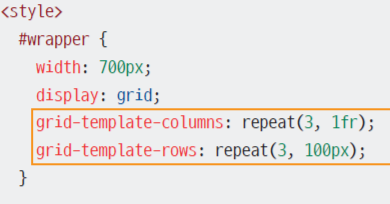 <style>
#wrapper {
width: 700px;
display: grid;
grid-template-columns: repeat(3, 1fr);
grid-template-rows: repeat(3, 100px);
}